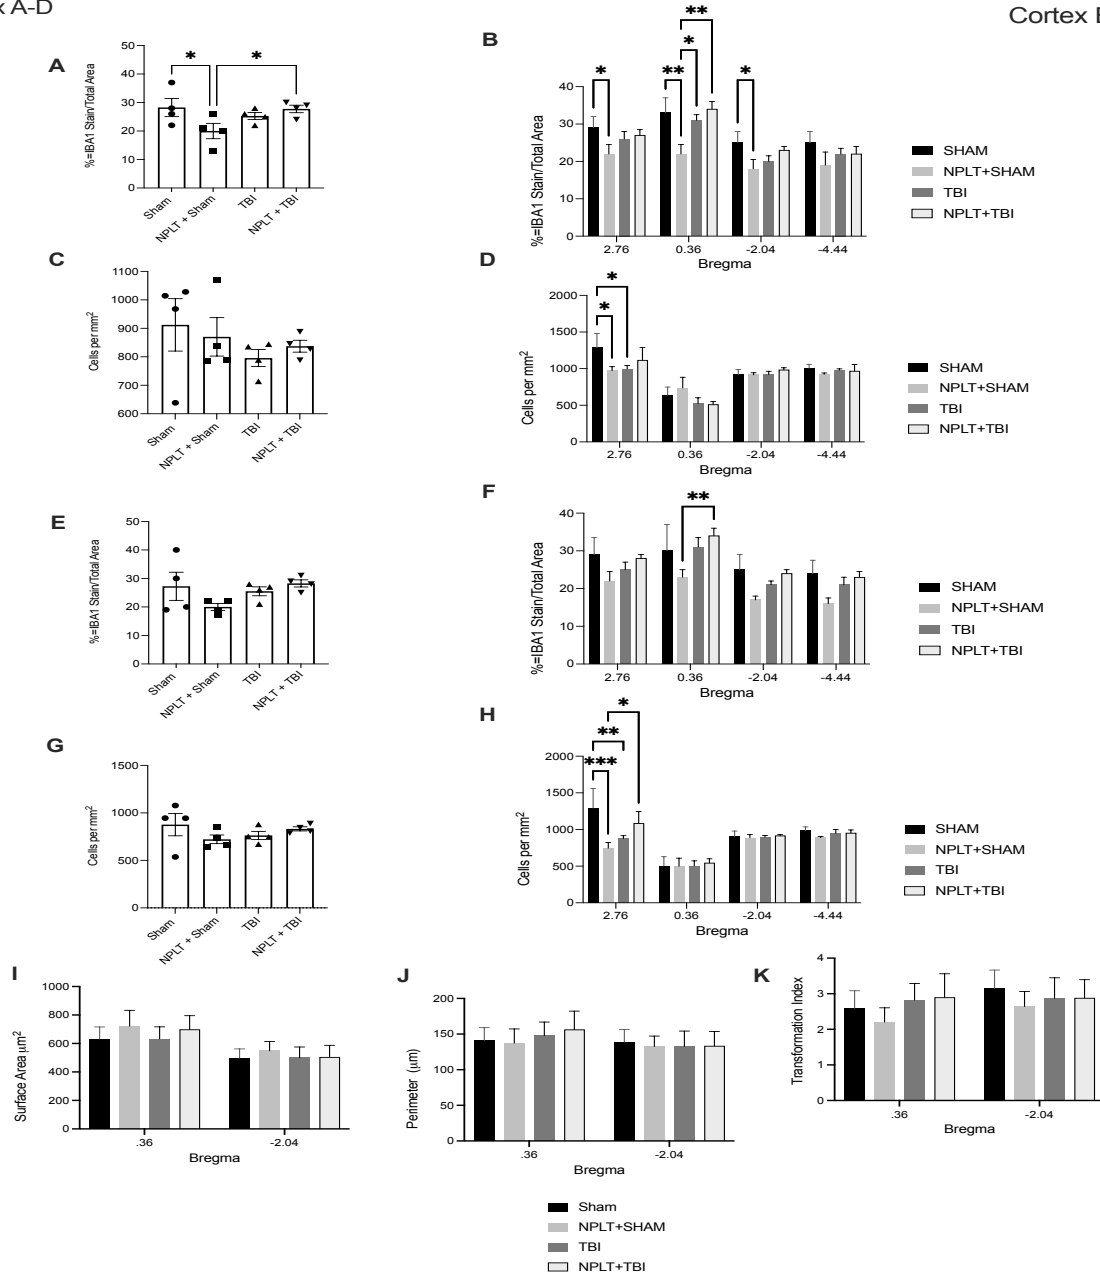 x A-D
Cortex E
A
%=IBA1 Stain/Total Area
50
40
30
20
10
0
*
*
Sham
NPLT + Sham
TBI
NPLT + TBI
B
%=IBA1 Stain/Total Area
40
30
20
10
0
*
**
*
**
*
2.76
0.36
-2.04
-4.44
Bregma
SHAM
NPLT+SHAM
TBI
NPLT+TBI
C
Cells per mm2
1100
1000
900
800
700
600
Sham
NPLT + Sham
TBI
NPLT + TBI
D
Cells per mm2
2000
1500
1000
500
0
*
*
2.76
0.36
-2.04
-4.44
Bregma
SHAM
NPLT+SHAM
TBI
NPLT+TBI
E
%=IBA1 Stain/Total Area
50
40
30
20
10
0
Sham
NPLT + Sham
TBI
NPLT + TBI
F
%=IBA1 Stain/Total Area
40
30
20
10
0
**
2.76
0.36
-2.04
-4.44
Bregma
SHAM
NPLT+SHAM
TBI
NPLT+TBI
G
Cells per mm2
1500
1000
500
0
Sham
NPLT + Sham
TBI
NPLT + TBI
H
Cells per mm2
2000
1500
1000
500
0
*
**
***
2.76
0.36
-2.04
-4.44
Bregma
SHAM
NPLT+SHAM
TBI
NPLT+TBI
I
Surface Area µm2
1000
800
600
400
200
0
.36
-2.04
Bregma
J
Perimeter (µm)
200
150
100
50
0
.36
-2.04
Bregma
K
Transformation Index
4
3
2
1
0
.36
-2.04
Bregma
Sham
NPLT+SHAM
TBI
NPLT+TBI